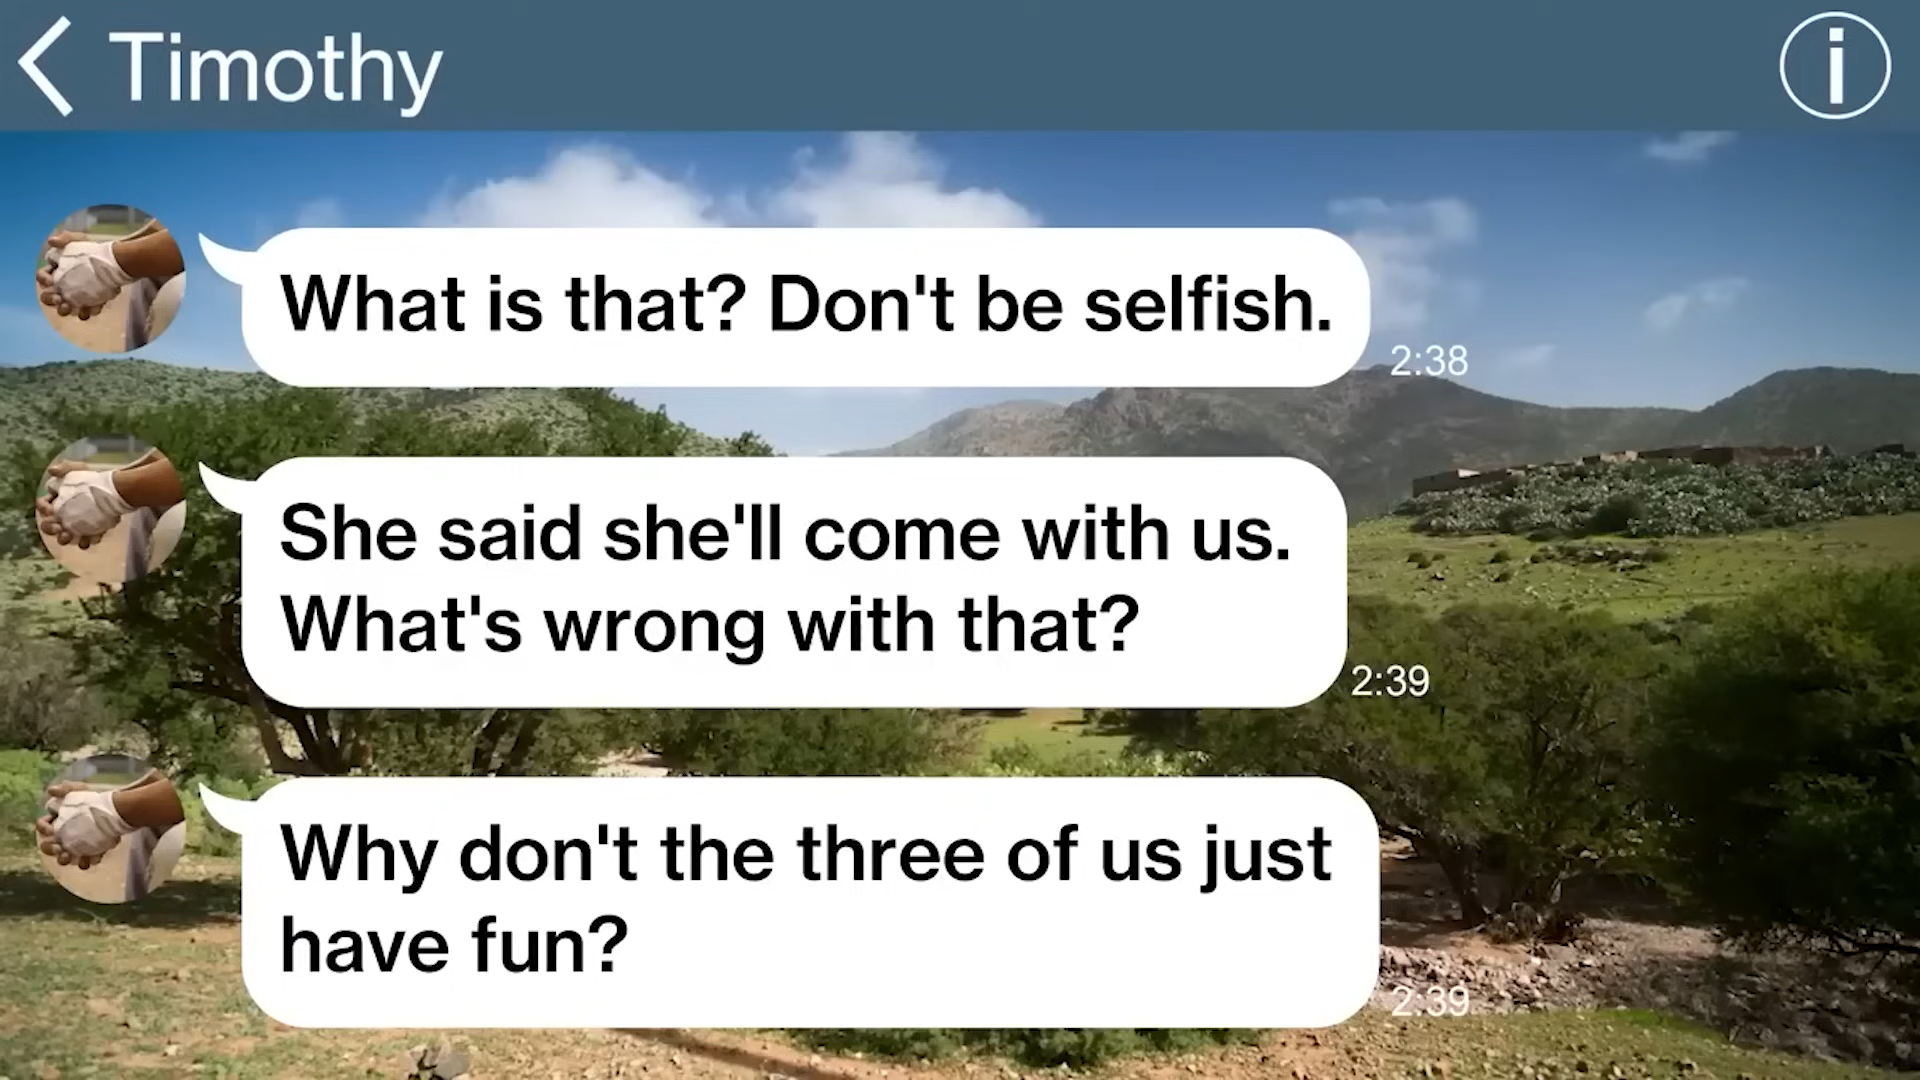 Timothy
What is that? Don't be selfish.
2:38
She said she'll come with us.
What's wrong with that?
2:39
Why don't the three of us just
have fun?
2:39